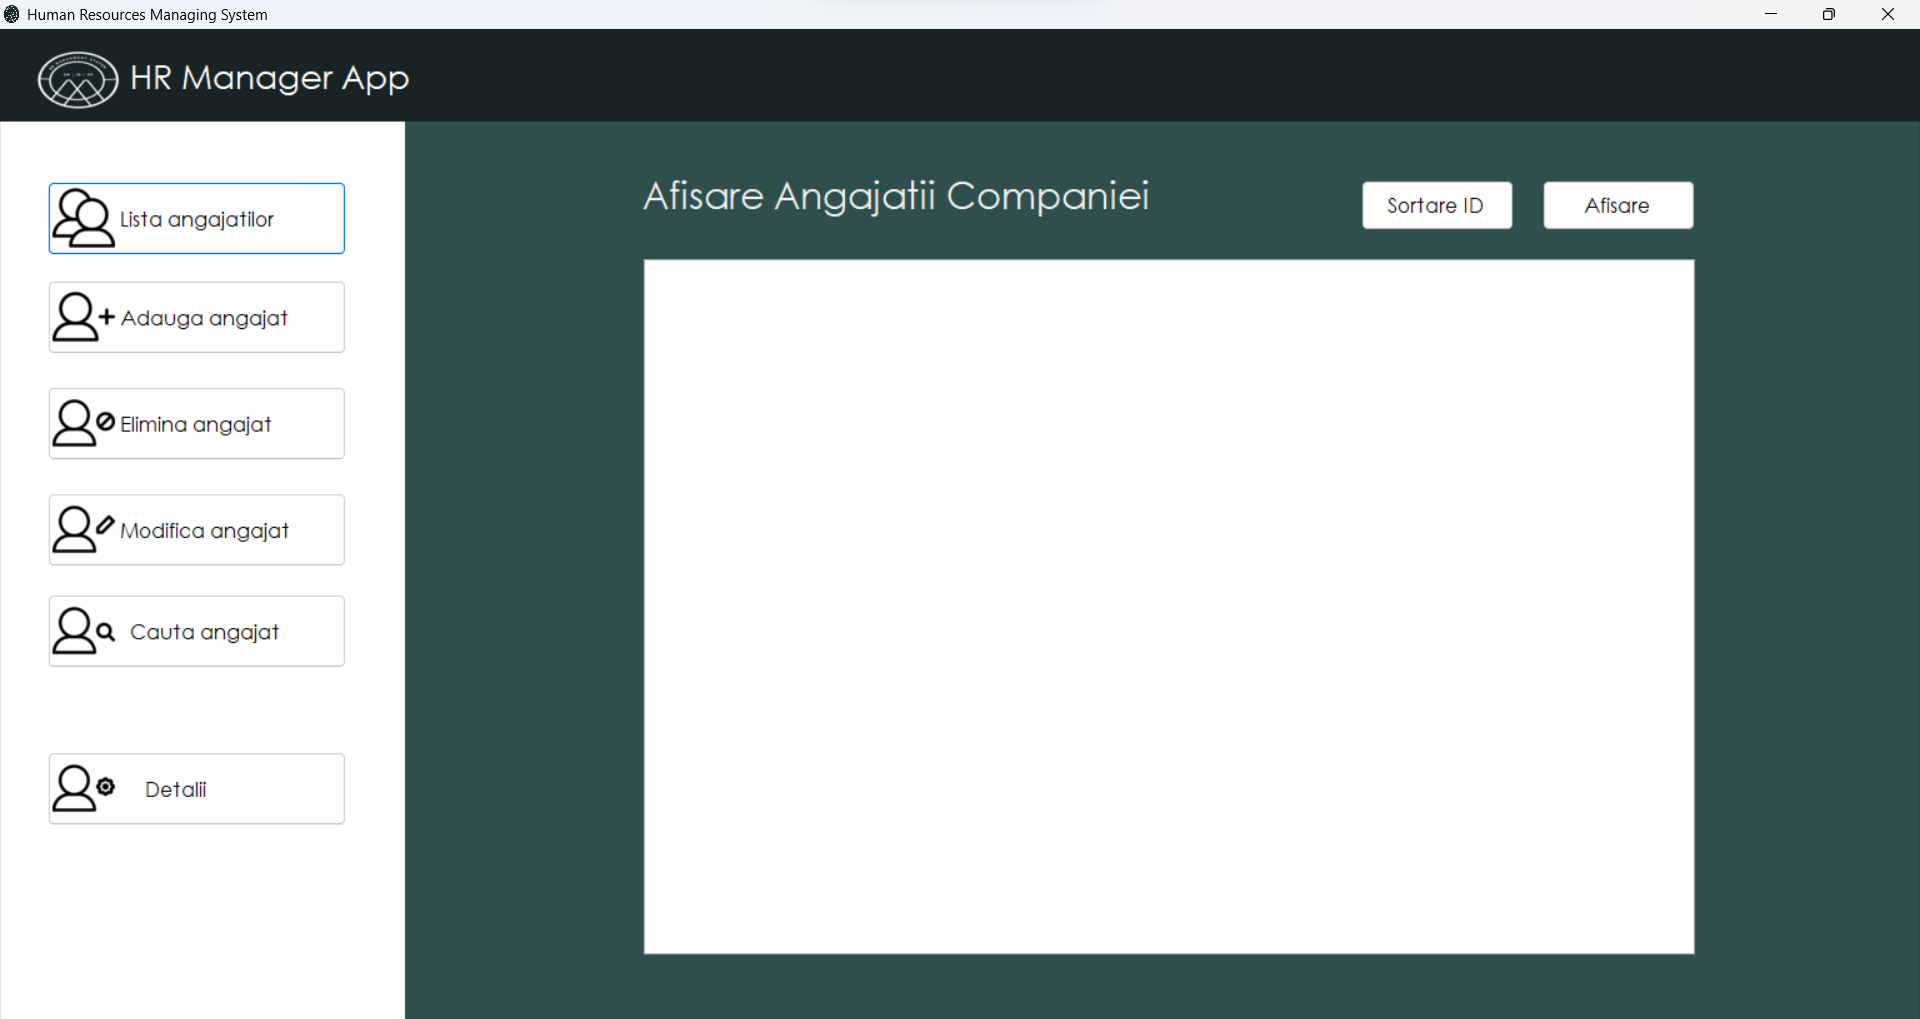 Human Resources Managing System
HR Manager App
Lista angajatilor
Adauga angajat
Elimina angajat
Modifica angajat
Cauta angajat
Detalii
Afisare Angajatii Companiei
Sortare ID
Afisare